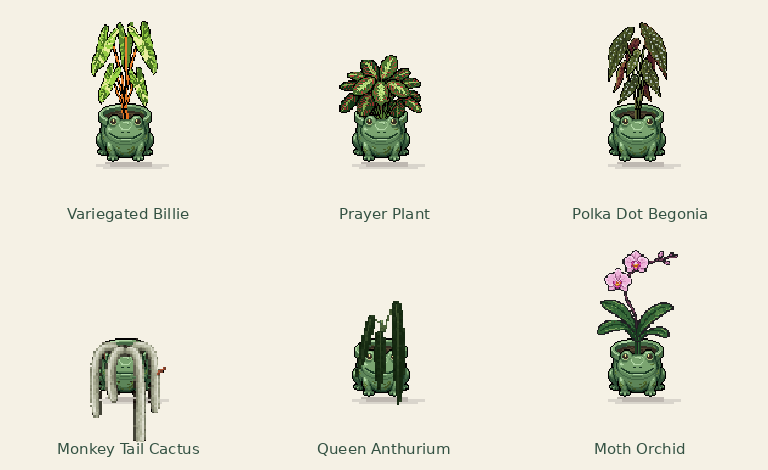 Variegated Billie
Prayer Plant
Polka Dot Begonia
Monkey Tail Cactus
Queen Anthurium
Moth Orchid